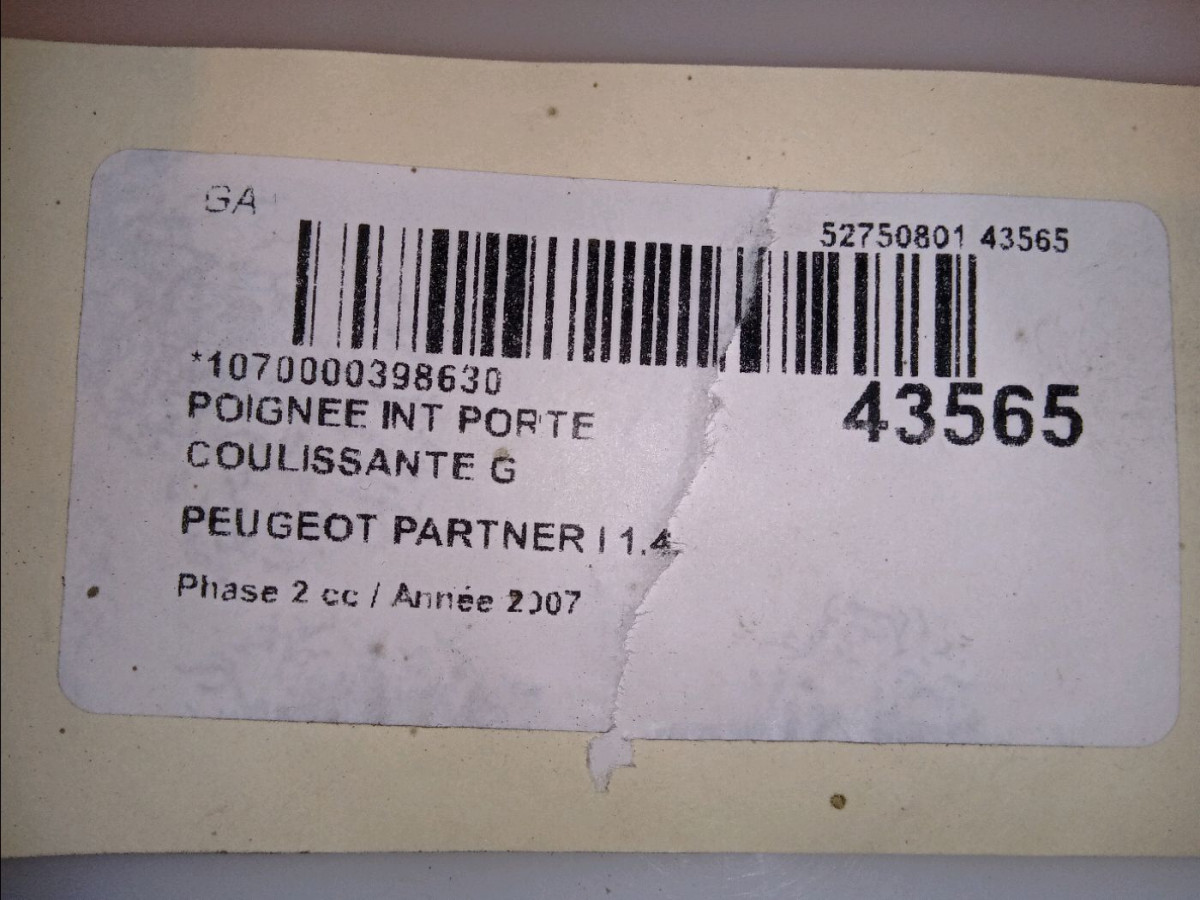 GA
52750801 43565
*1070000398630
43565
POIGNEE INT PORTE
COULISSANTE G
PEUGEOT PARTNER I 1.4
Phase 2 cc / Année 2007